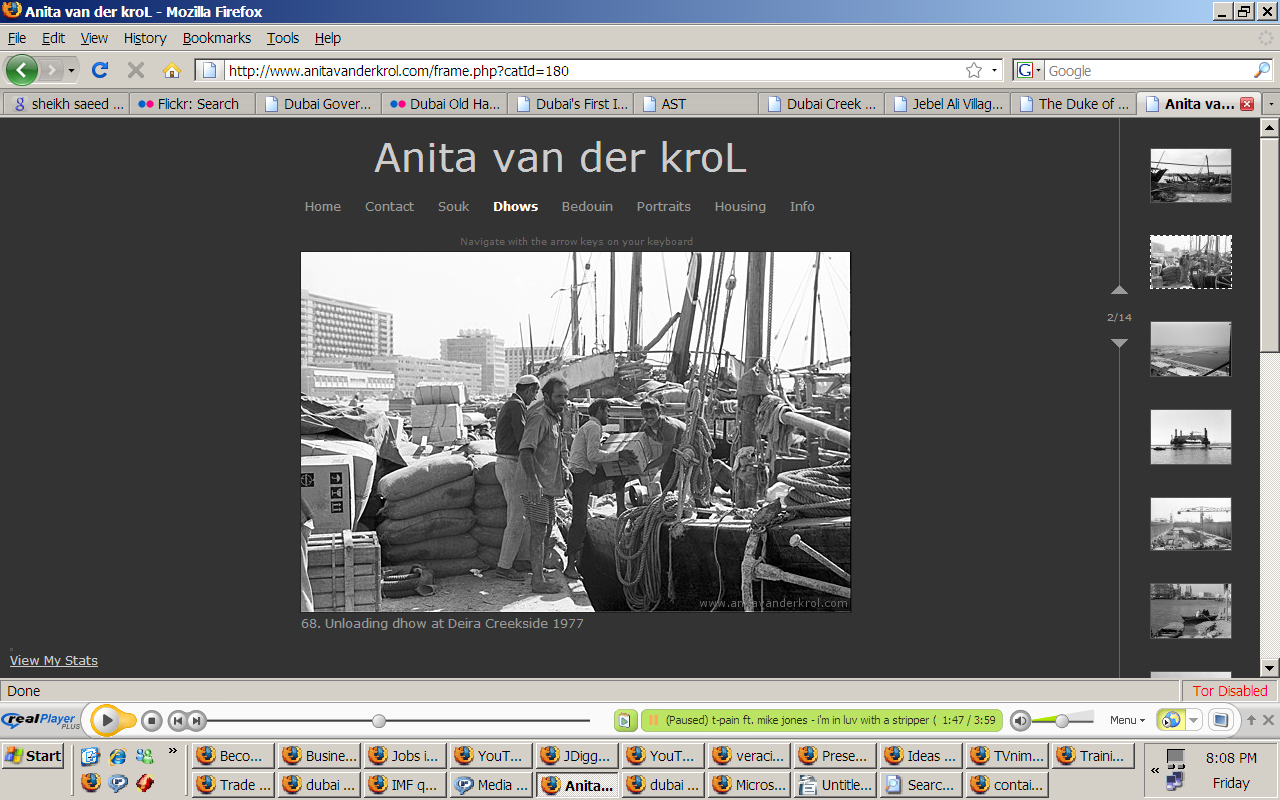 Anita van der kroL - Mozilla Firefox
File Edit View History Bookmarks Tools Help
http://www.anitavanderkrol.com/frame.php?catId=180 Google
sheikh saeed ... Flickr: Search Dubai Gover... Dubai Old Ha... Dubai's First I... AST Dubai Creek ... Jebel Ali Villag... The Duke of ... Anita va...
Anita van der kroL
Home Contact Souk Dhows Bedouin Portraits Housing Info
Navigate with the arrow keys on your keyboard
2/14
www.anitavanderkrol.com
68. Unloading dhow at Deira Creekside 1977
View My Stats
Done Tor Disabled
realPlayer PLUS (Paused) t-pain ft. mike jones - i'm in luv with a stripper ( 1:47 / 3:59 Menu
Start » Beco... Busine... Jobs i... YouT... JDigg... YouT... veraci... Prese... Ideas ... TVnim... Traini... « 8:08 PM
Trade ... dubai ... IMF q... Media ... Anita... dubai ... Micros... Untitle... Searc... contai... Friday